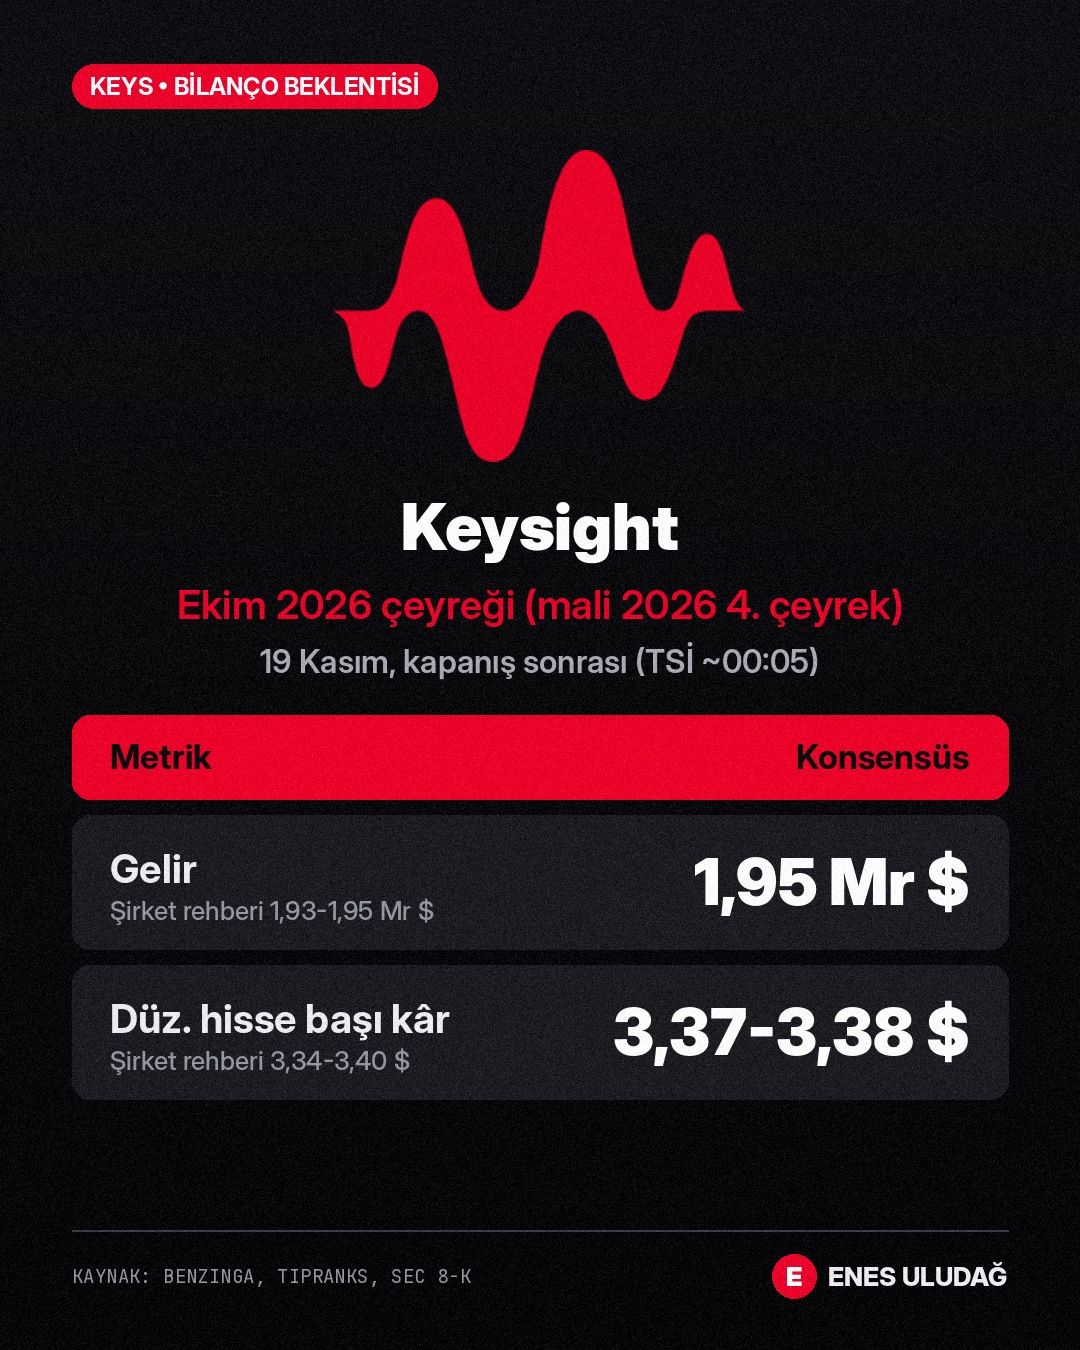 KEYS • BİLANÇO BEKLENTİSİ
Keysight
Ekim 2026 çeyreği (mali 2026 4. çeyrek)
19 Kasım, kapanış sonrası (TSİ ~00:05)
Metrik Konsensüs
Gelir
Şirket rehberi 1,93-1,95 Mr $
1,95 Mr $
Düz. hisse başı kâr
Şirket rehberi 3,34-3,40 $
3,37-3,38 $
KAYNAK: BENZINGA, TIPRANKS, SEC 8-K
E ENES ULUDAĞ